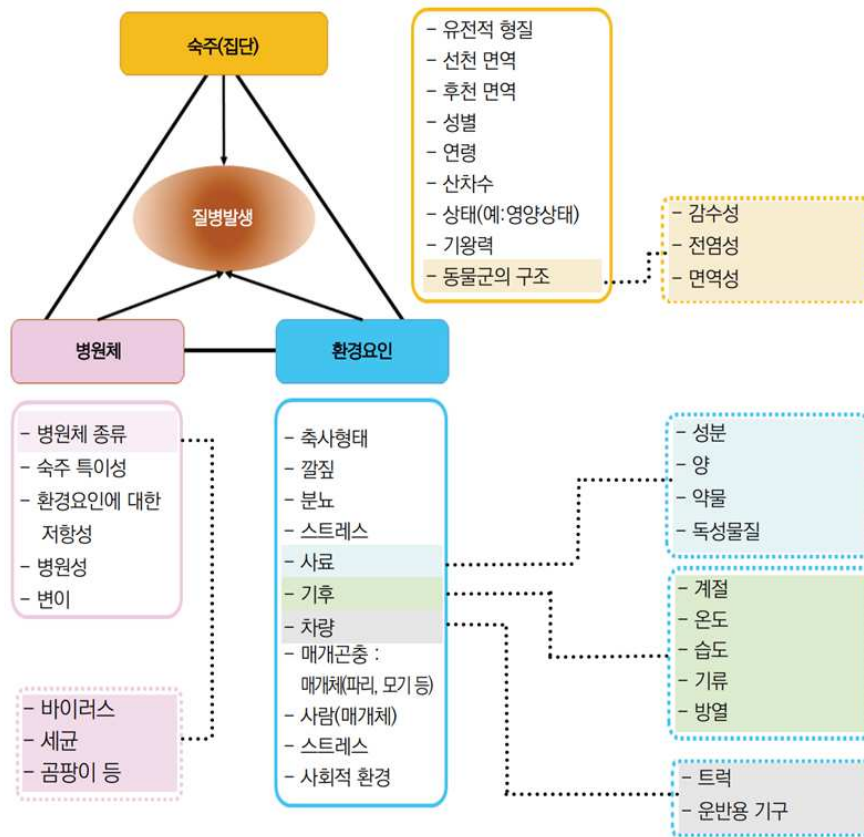 숙주(집단)
질병발생
병원체
환경요인
- 유전적 형질
- 선천 면역
- 후천 면역
- 성별
- 연령
- 산차수
- 상태(예:영양상태)
- 기왕력
- 동물군의 구조
- 감수성
- 전염성
- 면역성
- 병원체 종류
- 숙주 특이성
- 환경요인에 대한
저항성
- 병원성
- 변이
- 바이러스
- 세균
- 곰팡이 등
- 축사형태
- 깔짚
- 분뇨
- 스트레스
- 사료
- 기후
- 차량
- 매개곤충 :
매개체(파리, 모기 등)
- 사람(매개체)
- 스트레스
- 사회적 환경
- 성분
- 양
- 약물
- 독성물질
- 계절
- 온도
- 습도
- 기류
- 방열
- 트럭
- 운반용 기구